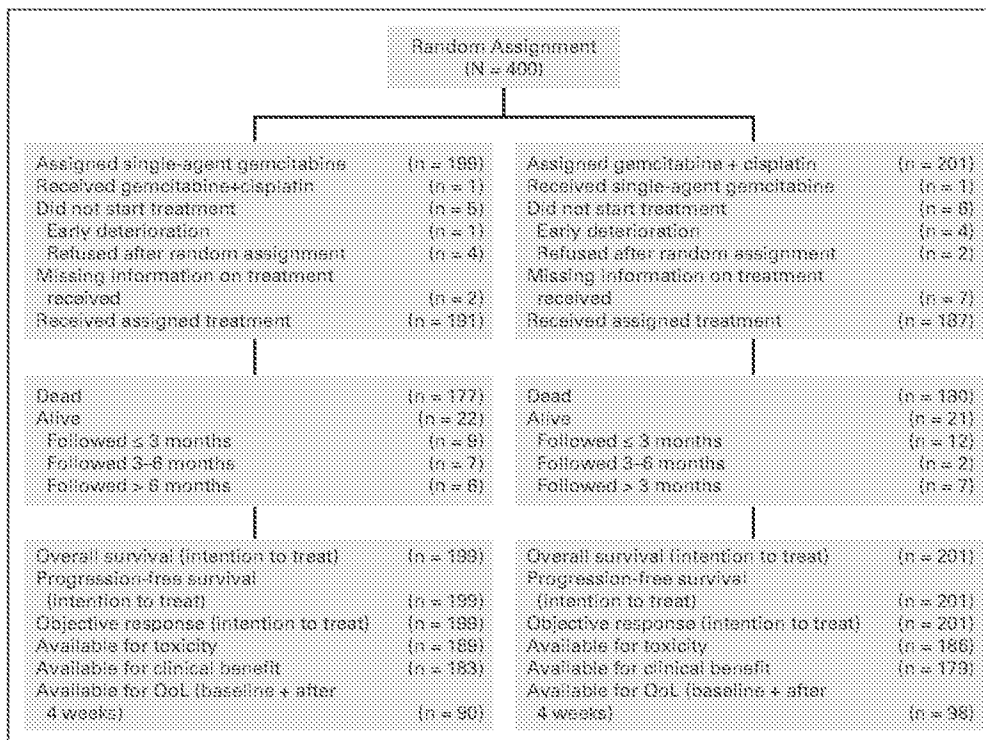 Random Assignment
(N = 400)
Assigned single-agent gemcitabine (n = 199)
Received gemcitabine+cisplatin (n = 1)
Did not start treatment (n = 5)
Early deterioration (n = 1)
Refused after random assignment (n = 4)
Missing information on treatment
received (n = 2)
Received assigned treatment (n = 191)
Assigned gemcitabine + cisplatin (n = 201)
Received single-agent gemcitabine (n = 1)
Did not start treatment (n = 6)
Early deterioration (n = 4)
Refused after random assignment (n = 2)
Missing information on treatment
received (n = 7)
Received assigned treatment (n = 187)
Dead (n = 177)
Alive (n = 22)
Followed ≤ 3 months (n = 9)
Followed 3–6 months (n = 7)
Followed > 6 months (n = 6)
Dead (n = 180)
Alive (n = 21)
Followed ≤ 3 months (n = 12)
Followed 3–6 months (n = 2)
Followed > 3 months (n = 7)
Overall survival (intention to treat) (n = 199)
Progression-free survival
(intention to treat) (n = 199)
Objective response (intention to treat) (n = 199)
Available for toxicity (n = 189)
Available for clinical benefit (n = 183)
Available for QoL (baseline + after
4 weeks) (n = 90)
Overall survival (intention to treat) (n = 201)
Progression-free survival
(intention to treat) (n = 201)
Objective response (intention to treat) (n = 201)
Available for toxicity (n = 186)
Available for clinical benefit (n = 179)
Available for QoL (baseline + after
4 weeks) (n = 98)